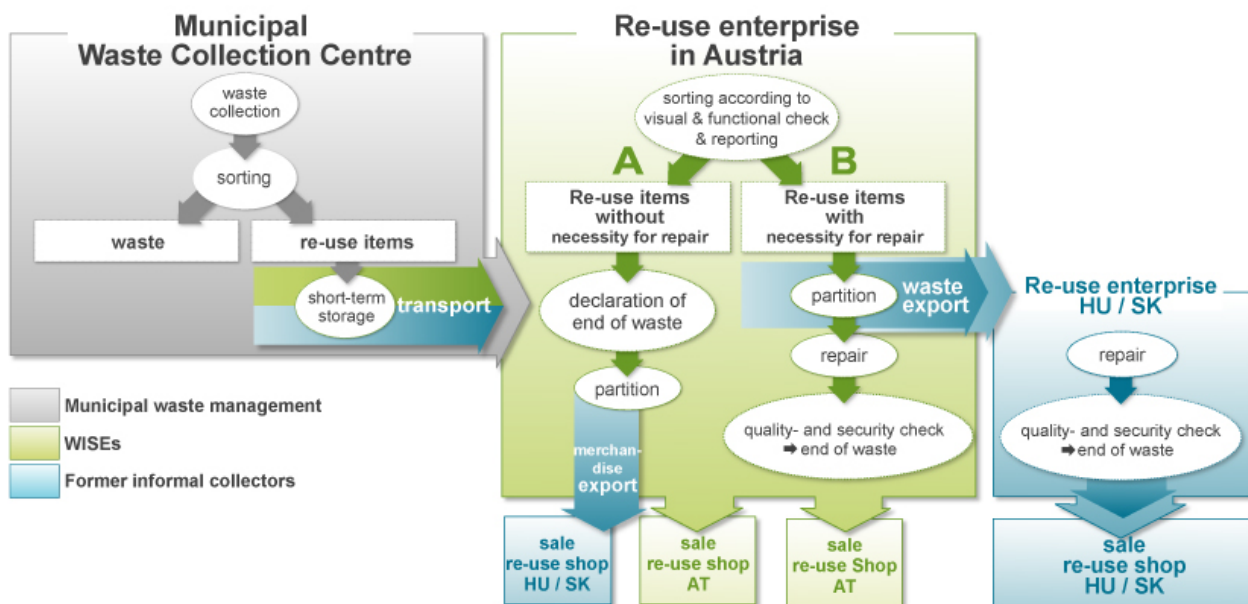 Municipal
Waste Collection Centre
waste
collection
sorting
waste
re-use items
short-term
storage
transport
Re-use enterprise
in Austria
sorting according to
visual & functional check
& reporting
A
B
Re-use items
without
necessity for repair
Re-use items
with
necessity for repair
declaration of
end of waste
partition
merchan-
dise
export
partition
waste
export
repair
quality- and security check
➡ end of waste
Re-use enterprise
HU / SK
repair
quality- and security check
➡ end of waste
Municipal waste management
WISEs
Former informal collectors
sale
re-use shop
HU / SK
sale
re-use shop
AT
sale
re-use Shop
AT
sale
re-use shop
HU / SK